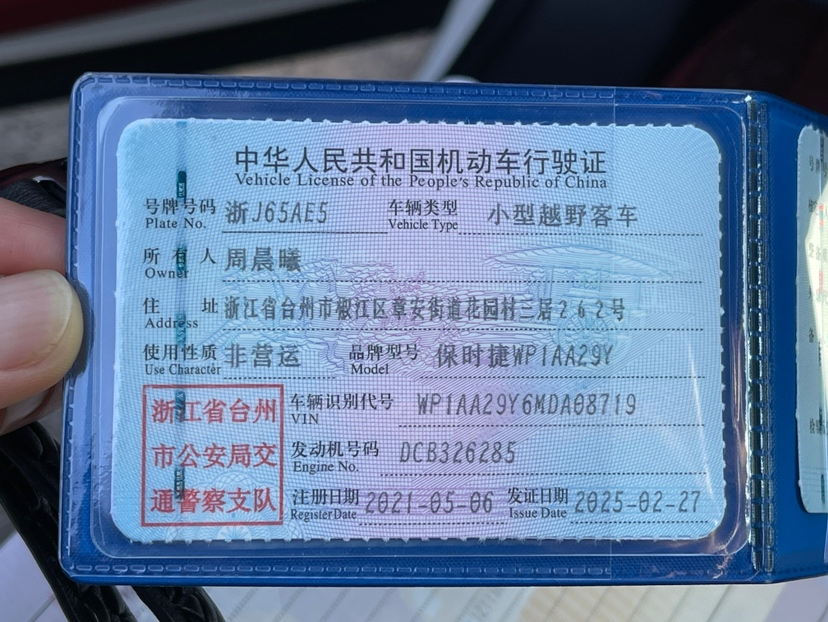 中华人民共和国机动车行驶证
Vehicle License of the People's Republic of China
号牌号码 浙J65AE5 车辆类型 小型越野客车
Plate No. Vehicle Type
所有人 周晨曦
Owner
住址 浙江省台州市椒江区章安街道花园村三居262号
Address
使用性质 非营运 品牌型号 保时捷WP1AA29Y
Use Character Model
浙江省台州 车辆识别代号 WP1AA29Y6MDA08719
VIN
市公安局交 发动机号码 DCB326285
Engine No.
通警察支队 注册日期 2021-05-06 发证日期 2025-02-27
Register Date Issue Date